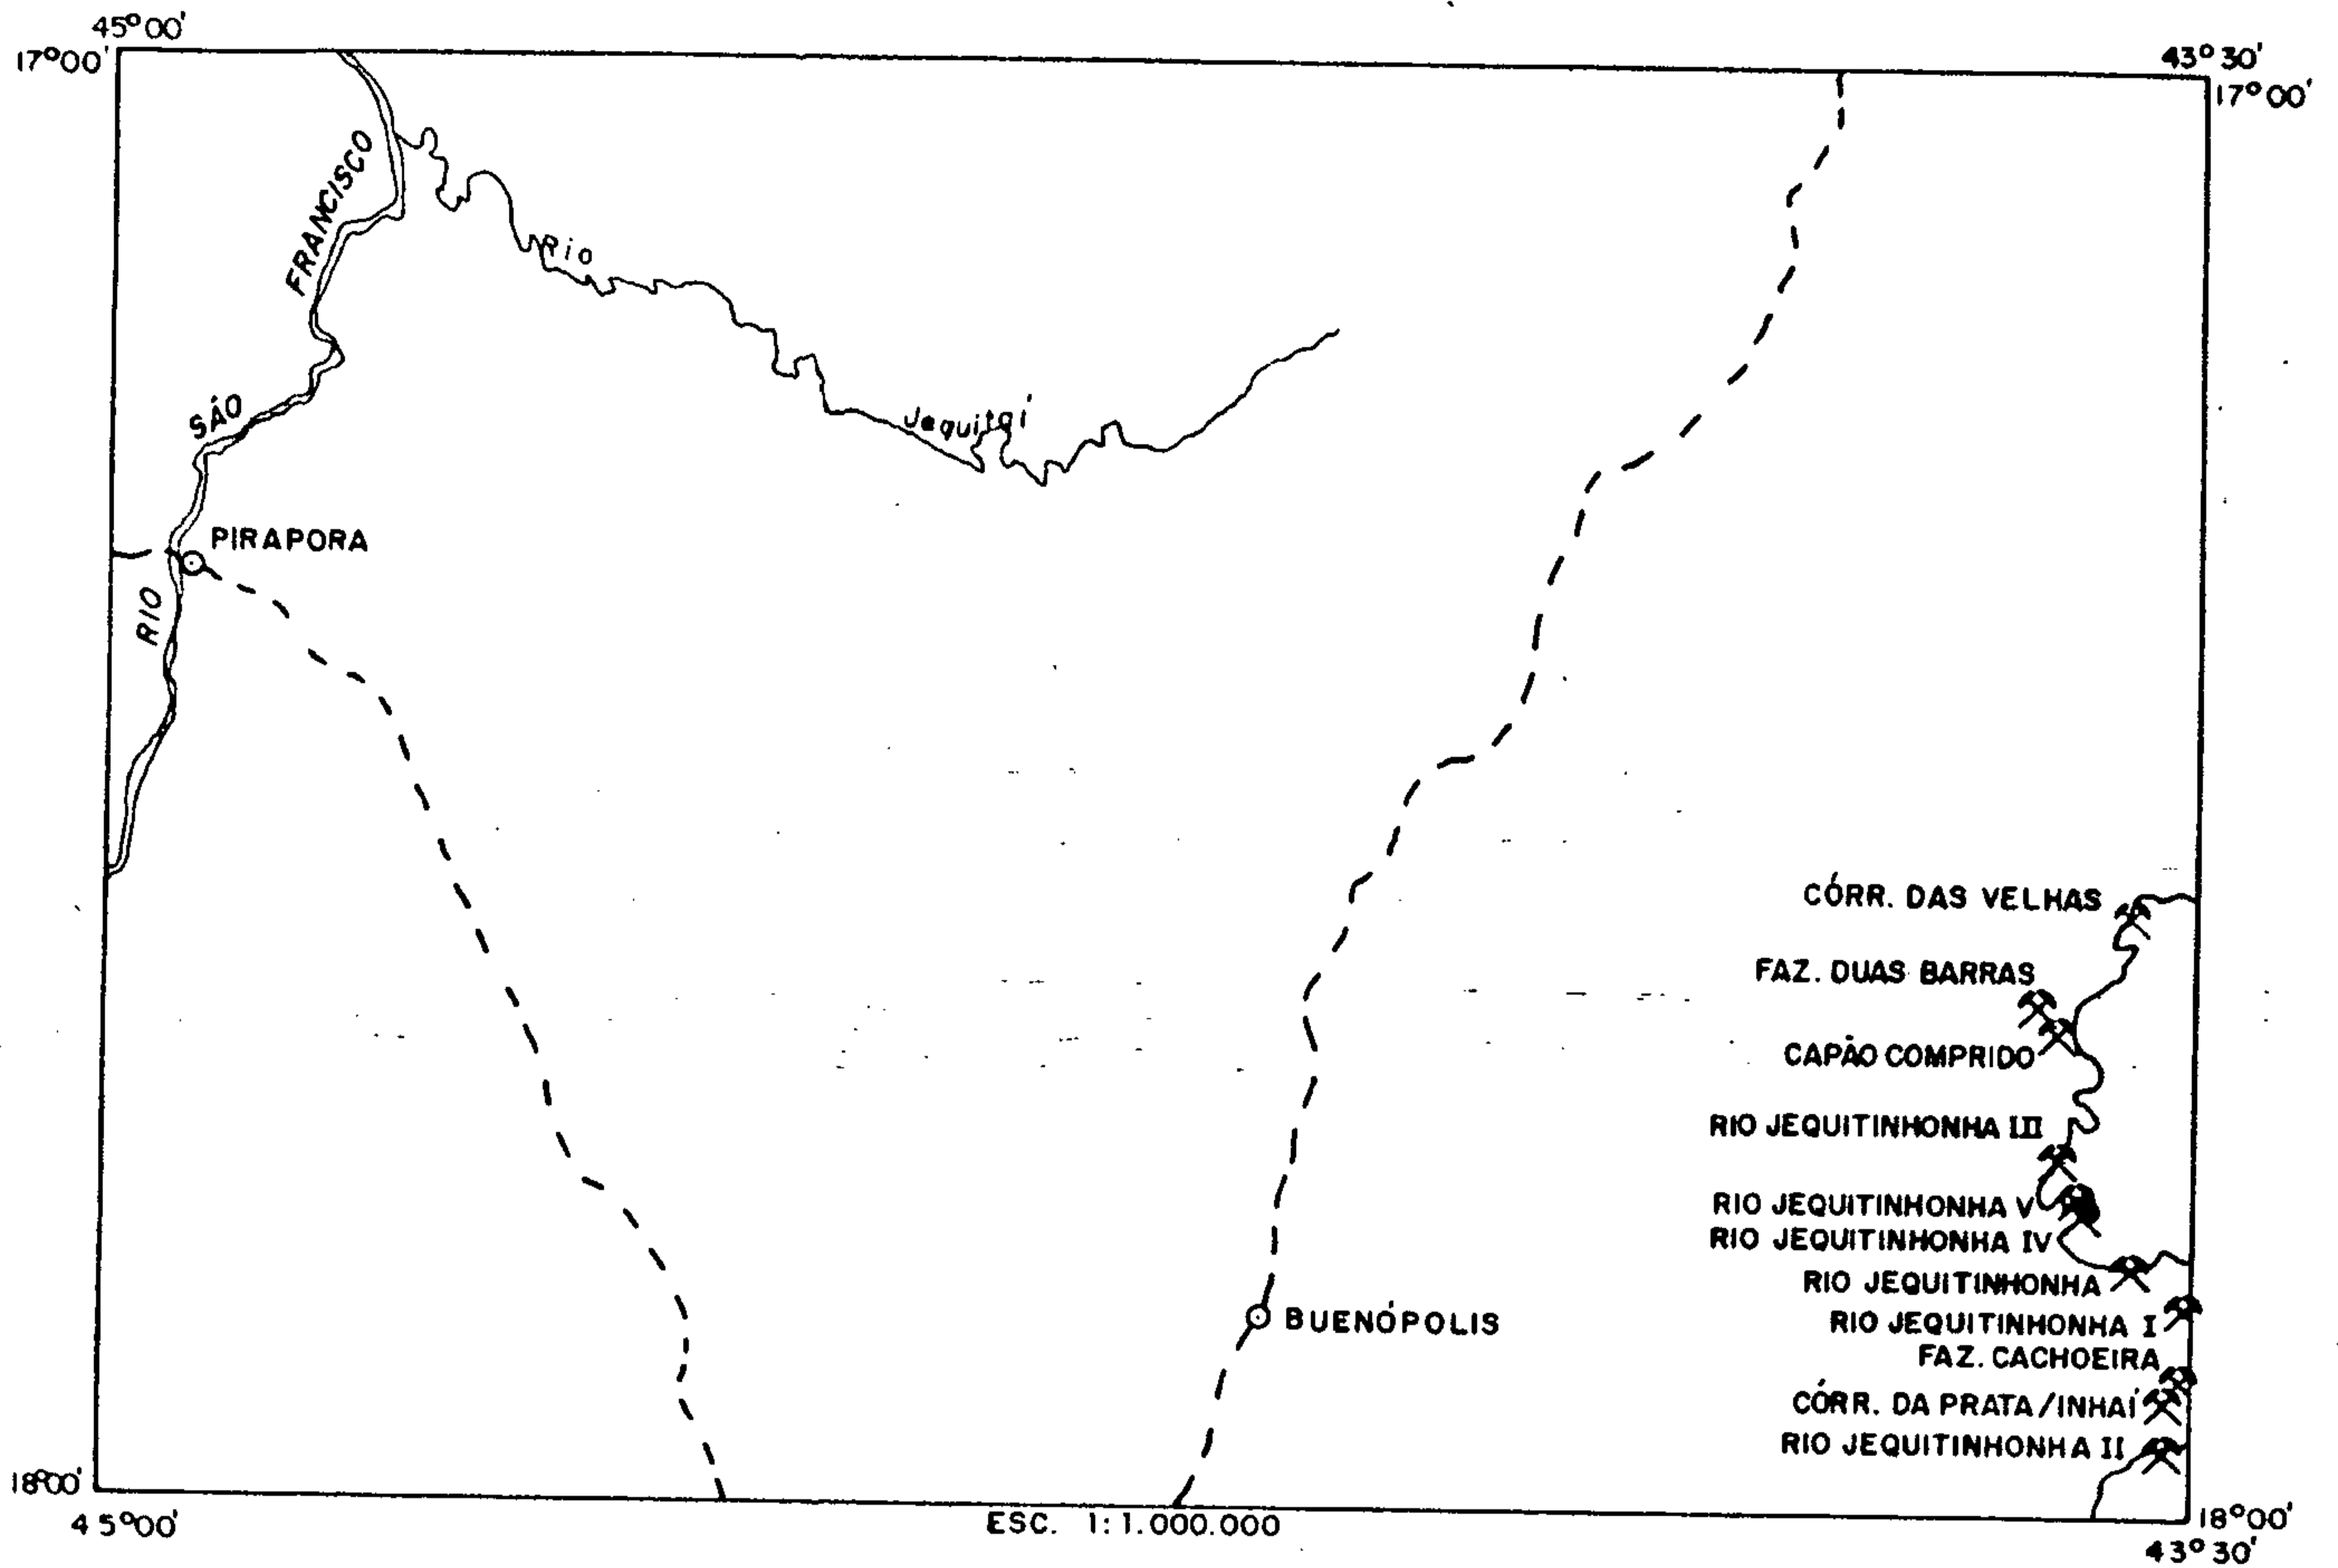 45°00'
17°00'
43°30'
17°00'
FRANCISCO
Rio
SÃO
Jequitaí
PIRAPORA
RIO
CÓRR. DAS VELHAS
FAZ. DUAS BARRAS
CAPÃO COMPRIDO
RIO JEQUITINHONHA III
RIO JEQUITINHONHA V
RIO JEQUITINHONHA IV
RIO JEQUITINHONHA
RIO JEQUITINHONHA I
BUENÓPOLIS
FAZ. CACHOEIRA
CÓRR. DA PRATA/INHAÍ
RIO JEQUITINHONHA II
18°00'
45°00'
ESC. 1:1.000.000
18°00'
43°30'